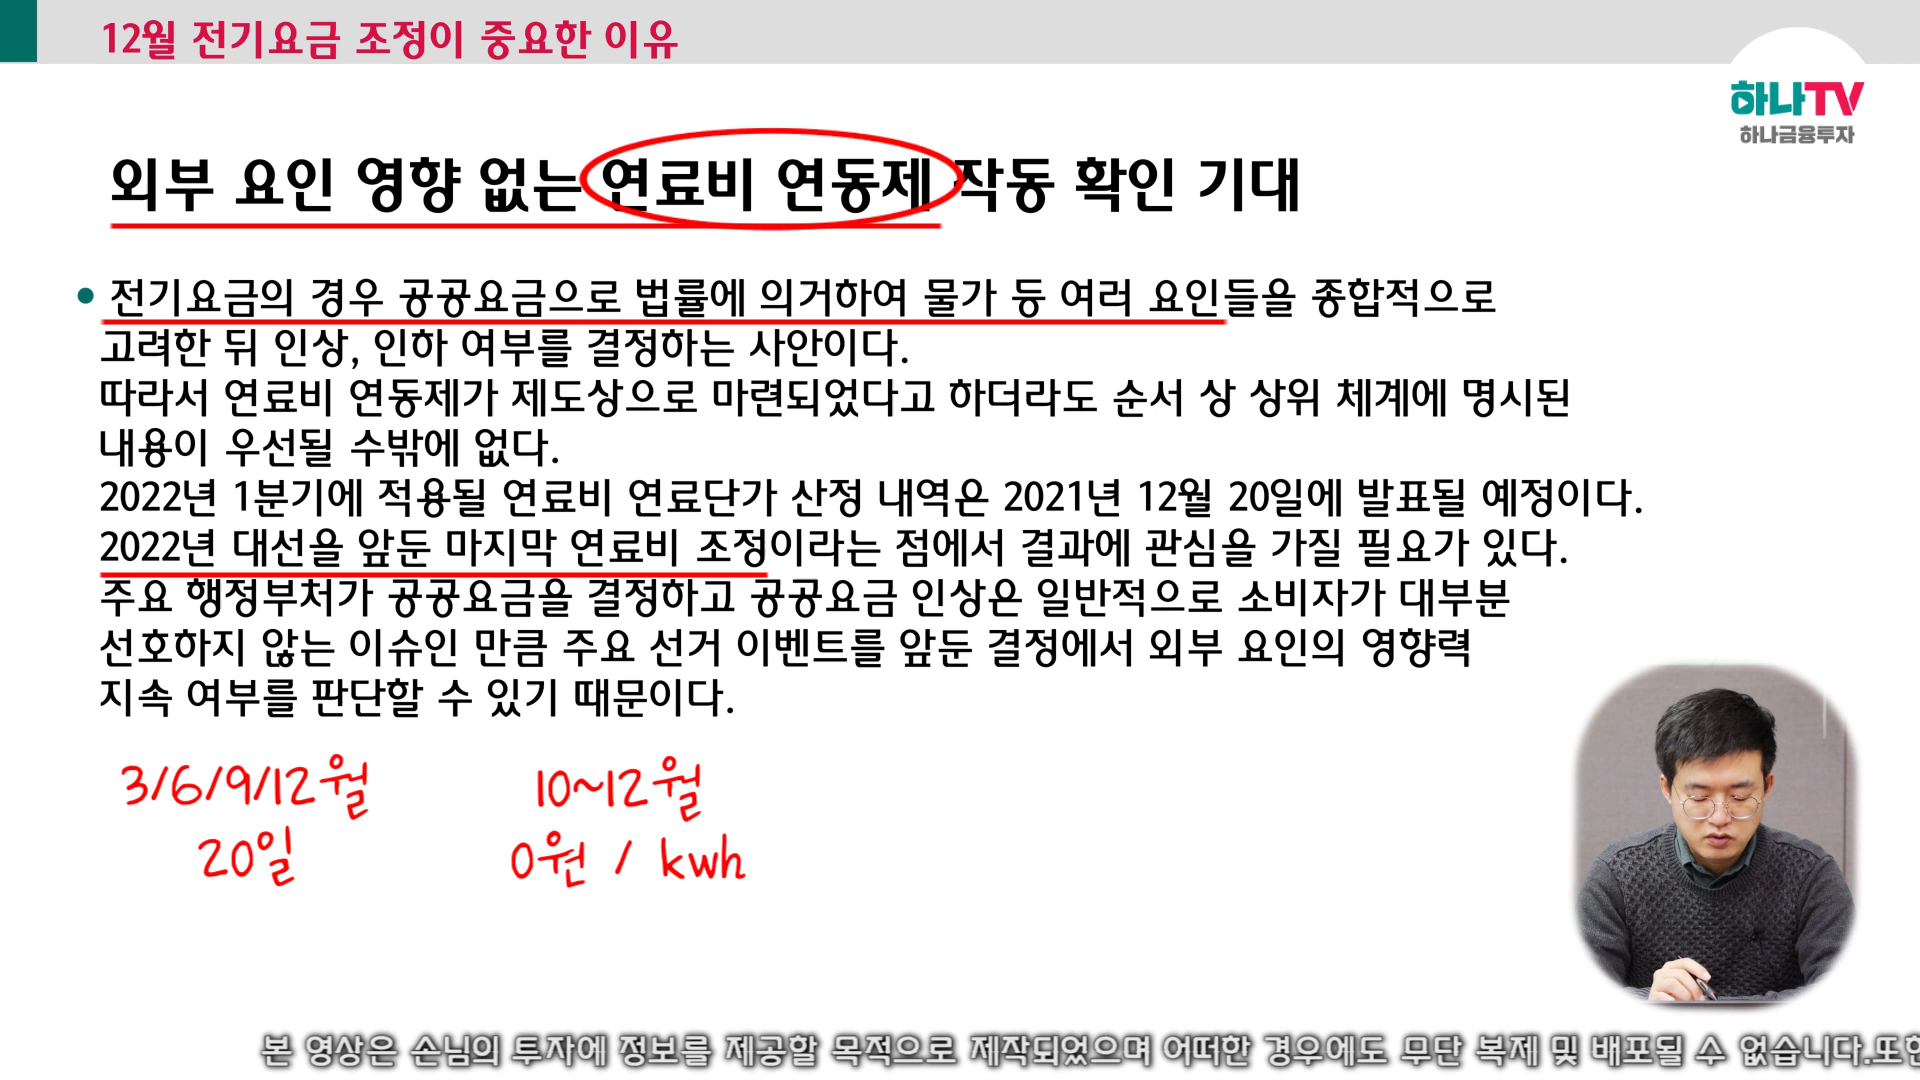 12월 전기요금 조정이 중요한 이유
하나TV
하나금융투자
외부 요인 영향 없는 연료비 연동제 작동 확인 기대
• 전기요금의 경우 공공요금으로 법률에 의거하여 물가 등 여러 요인들을 종합적으로
고려한 뒤 인상, 인하 여부를 결정하는 사안이다.
따라서 연료비 연동제가 제도상으로 마련되었다고 하더라도 순서 상 상위 체계에 명시된
내용이 우선될 수밖에 없다.
2022년 1분기에 적용될 연료비 연료단가 산정 내역은 2021년 12월 20일에 발표될 예정이다.
2022년 대선을 앞둔 마지막 연료비 조정이라는 점에서 결과에 관심을 가질 필요가 있다.
주요 행정부처가 공공요금을 결정하고 공공요금 인상은 일반적으로 소비자가 대부분
선호하지 않는 이슈인 만큼 주요 선거 이벤트를 앞둔 결정에서 외부 요인의 영향력
지속 여부를 판단할 수 있기 때문이다.
3/6/9/12월 10~12월
20일 0원 / kwh
본 영상은 손님의 투자에 정보를 제공할 목적으로 제작되었으며 어떠한 경우에도 무단 복제 및 배포될 수 없습니다.또한